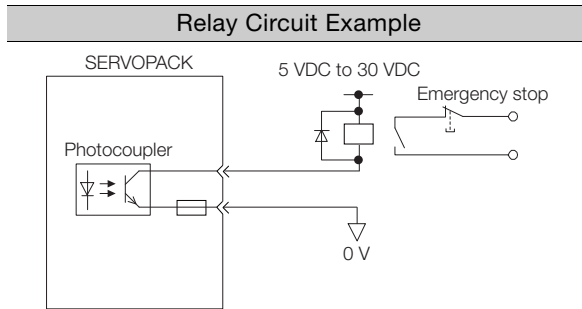 Relay Circuit Example
SERVOPACK
5 VDC to 30 VDC
Emergency stop
Photocoupler
0 V